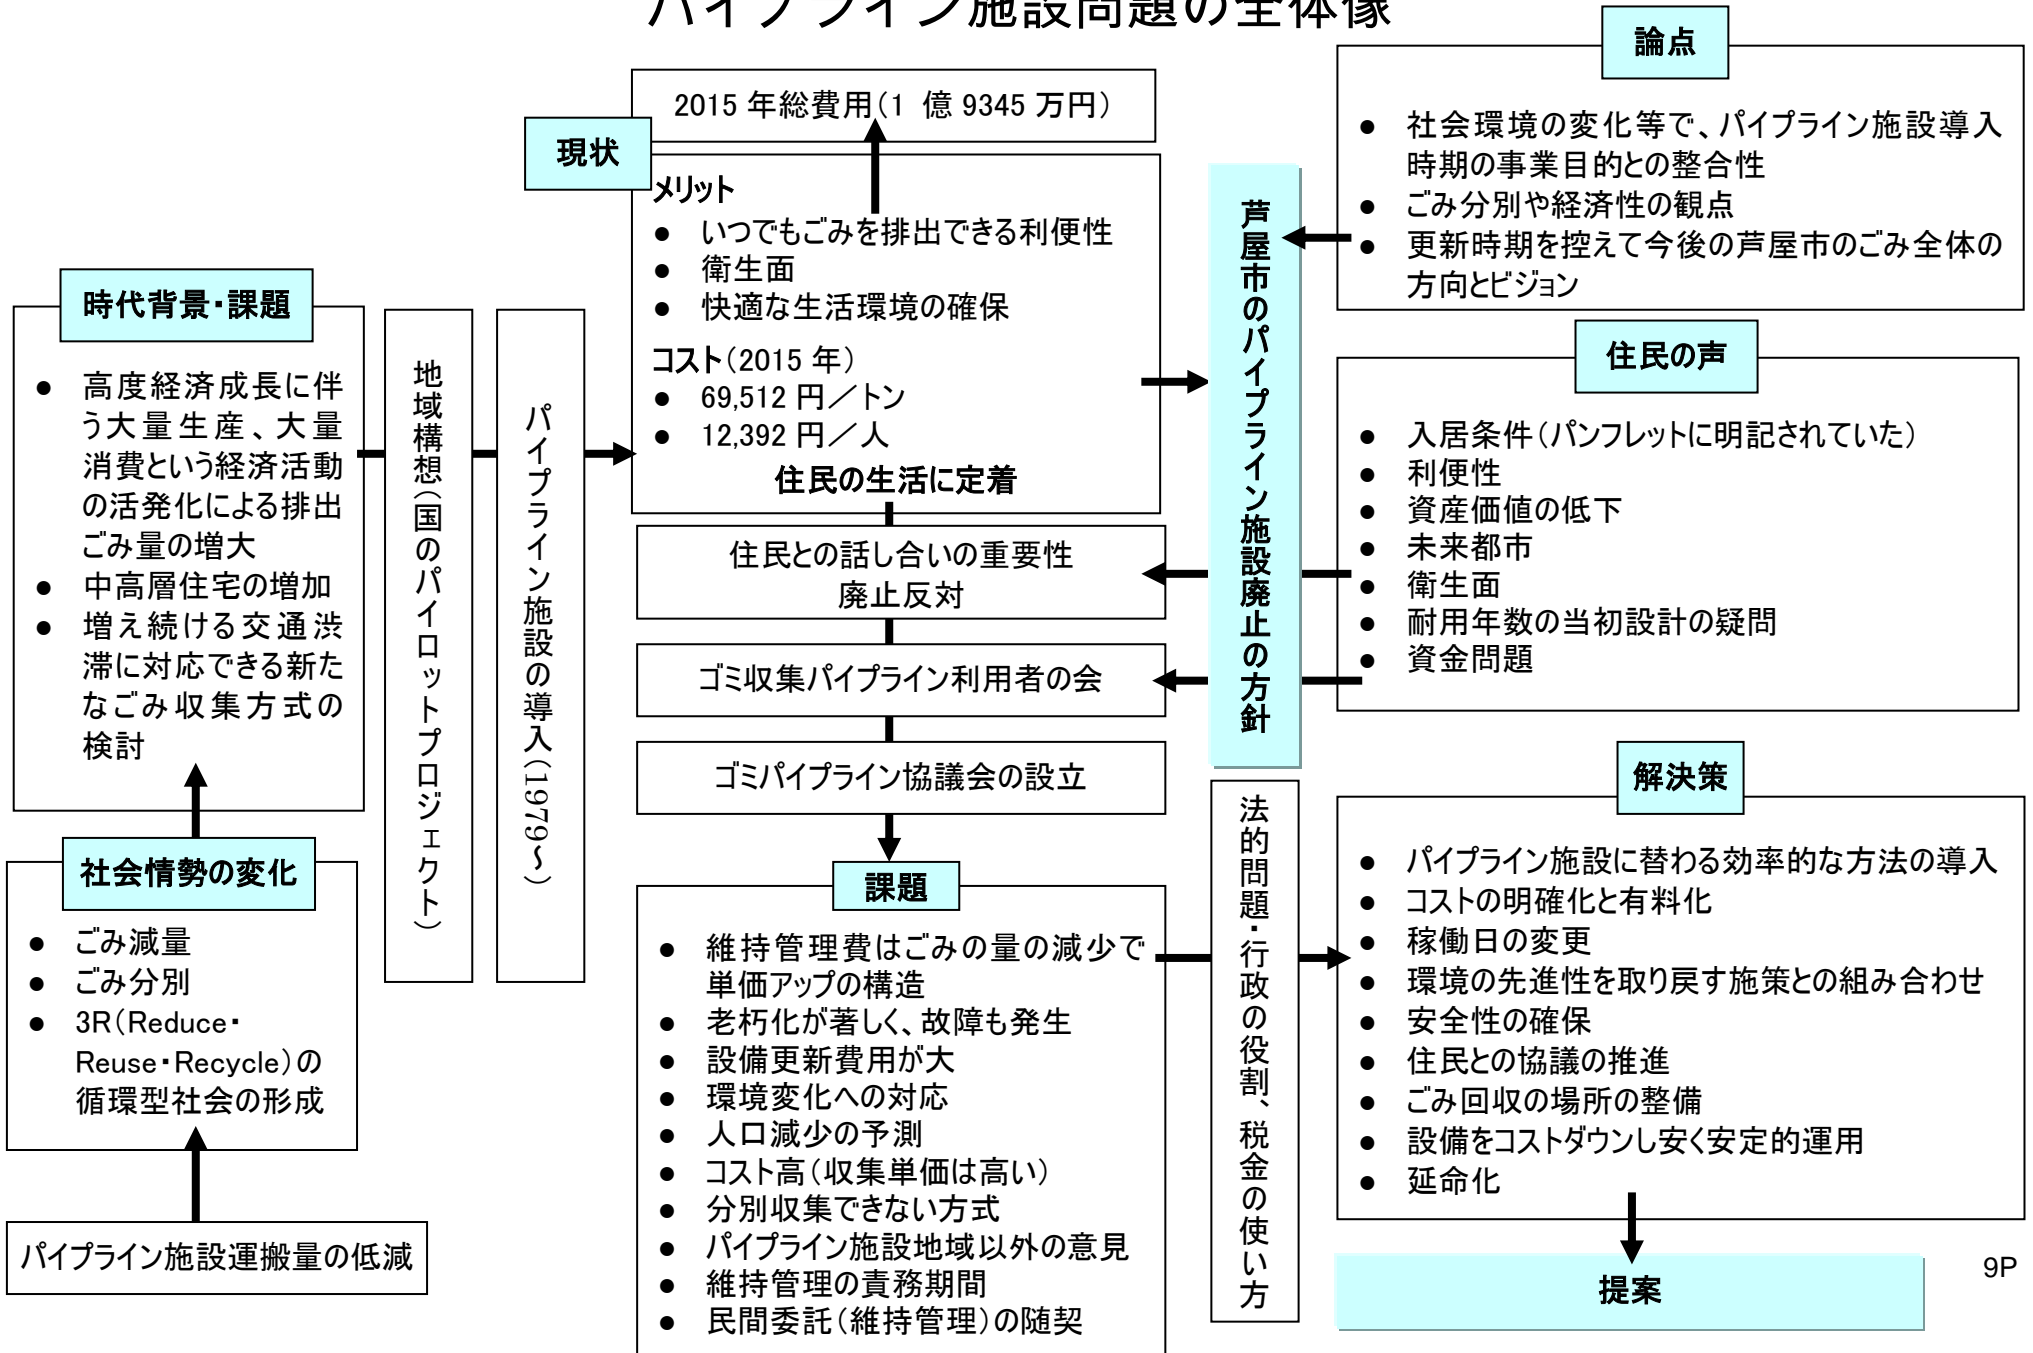 パイプライン施設問題の全体像
時代背景・課題
● 高度経済成長に伴
う大量生産、大量
消費という経済活動
の活発化による排出
ごみ量の増大
● 中高層住宅の増加
● 増え続ける交通渋
滞に対応できる新た
なごみ収集方式の
検討
社会情勢の変化
● ごみ減量
● ごみ分別
● 3R（Reduce・
Reuse・Recycle）の
循環型社会の形成
パイプライン施設運搬量の低減
地域構想（国のパイロットプロジェクト）
パイプライン施設の導入（1979～）
2015 年総費用（1 億 9345 万円）
現状
メリット
● いつでもごみを排出できる利便性
● 衛生面
● 快適な生活環境の確保
コスト（2015 年）
● 69,512 円／トン
● 12,392 円／人
住民の生活に定着
住民との話し合いの重要性
廃止反対
ゴミ収集パイプライン利用者の会
ゴミパイプライン協議会の設立
課題
● 維持管理費はごみの量の減少で
単価アップの構造
● 老朽化が著しく、故障も発生
● 設備更新費用が大
● 環境変化への対応
● 人口減少の予測
● コスト高（収集単価は高い）
● 分別収集できない方式
● パイプライン施設地域以外の意見
● 維持管理の責務期間
● 民間委託（維持管理）の随契
芦屋市のパイプライン施設廃止の方針
法的問題・行政の役割、税金の使い方
論点
● 社会環境の変化等で、パイプライン施設導入
時期の事業目的との整合性
● ごみ分別や経済性の観点
● 更新時期を控えて今後の芦屋市のごみ全体の
方向とビジョン
住民の声
● 入居条件（パンフレットに明記されていた）
● 利便性
● 資産価値の低下
● 未来都市
● 衛生面
● 耐用年数の当初設計の疑問
● 資金問題
解決策
● パイプライン施設に替わる効率的な方法の導入
● コストの明確化と有料化
● 稼働日の変更
● 環境の先進性を取り戻す施策との組み合わせ
● 安全性の確保
● 住民との協議の推進
● ごみ回収の場所の整備
● 設備をコストダウンし安く安定的運用
● 延命化
提案
9P